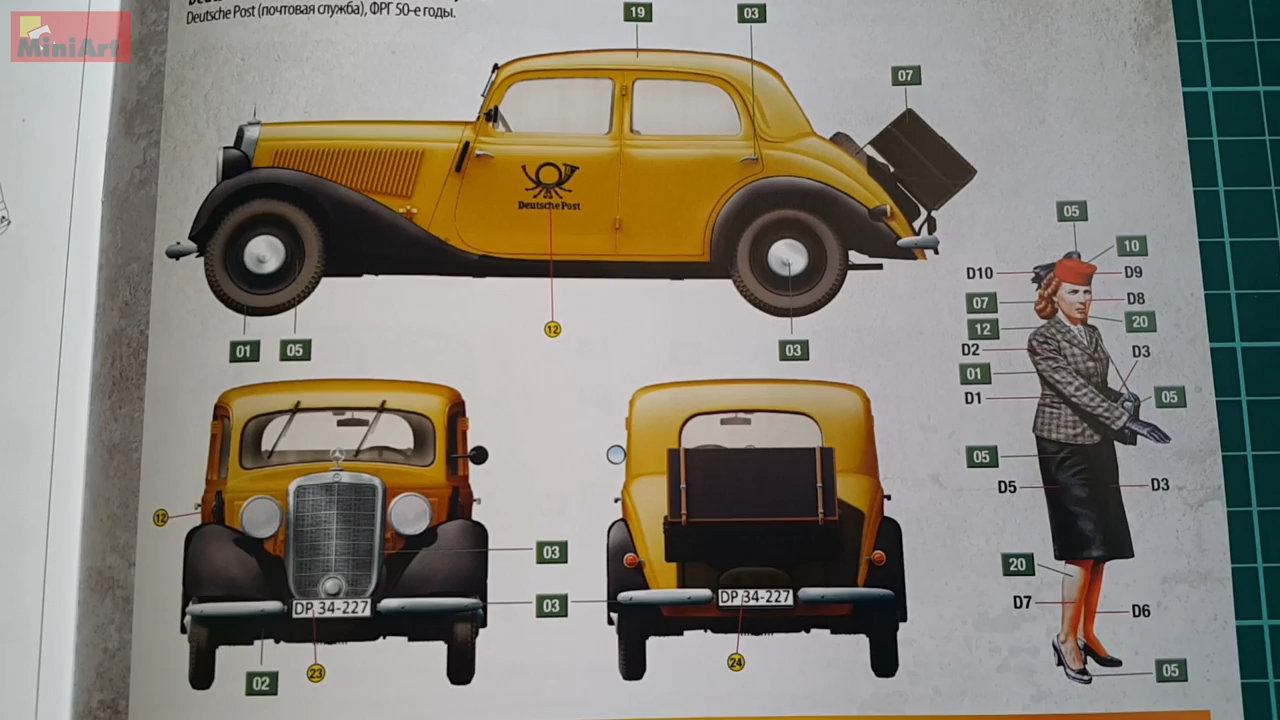 MiniArt
Deutsche Post (почтовая служба), ФРГ 50-е годы.
19
03
07
Deutsche Post
12
01
05
03
05
10
D10
D9
07
D8
12
20
D2
D3
01
05
D1
05
D5
D3
20
D7
D6
05
12
03
03
DP 34-227
DP 34-227
23
24
02